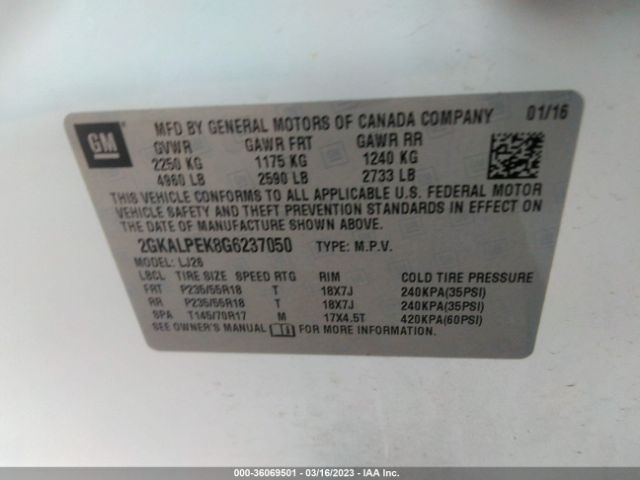 GM
MFD BY GENERAL MOTORS OF CANADA COMPANY 01/16
GVWR GAWR FRT GAWR RR
2250 KG 1175 KG 1240 KG
4960 LB 2590 LB 2733 LB
THIS VEHICLE CONFORMS TO ALL APPLICABLE U.S. FEDERAL MOTOR
VEHICLE SAFETY AND THEFT PREVENTION STANDARDS IN EFFECT ON
THE DATE OF MANUFACTURE SHOWN ABOVE.
2GKALPEK8G6237050 TYPE: M.P.V.
MODEL: LJ26
LBCL TIRE SIZE SPEED RTG RIM COLD TIRE PRESSURE
FRT P235/55R18 T 18X7J 240KPA(35PSI)
RR P235/55R18 T 18X7J 240KPA(35PSI)
SPA T145/70R17 M 17X4.5T 420KPA(60PSI)
SEE OWNER'S MANUAL FOR MORE INFORMATION.
000-36069501 - 03/16/2023 - IAA Inc.